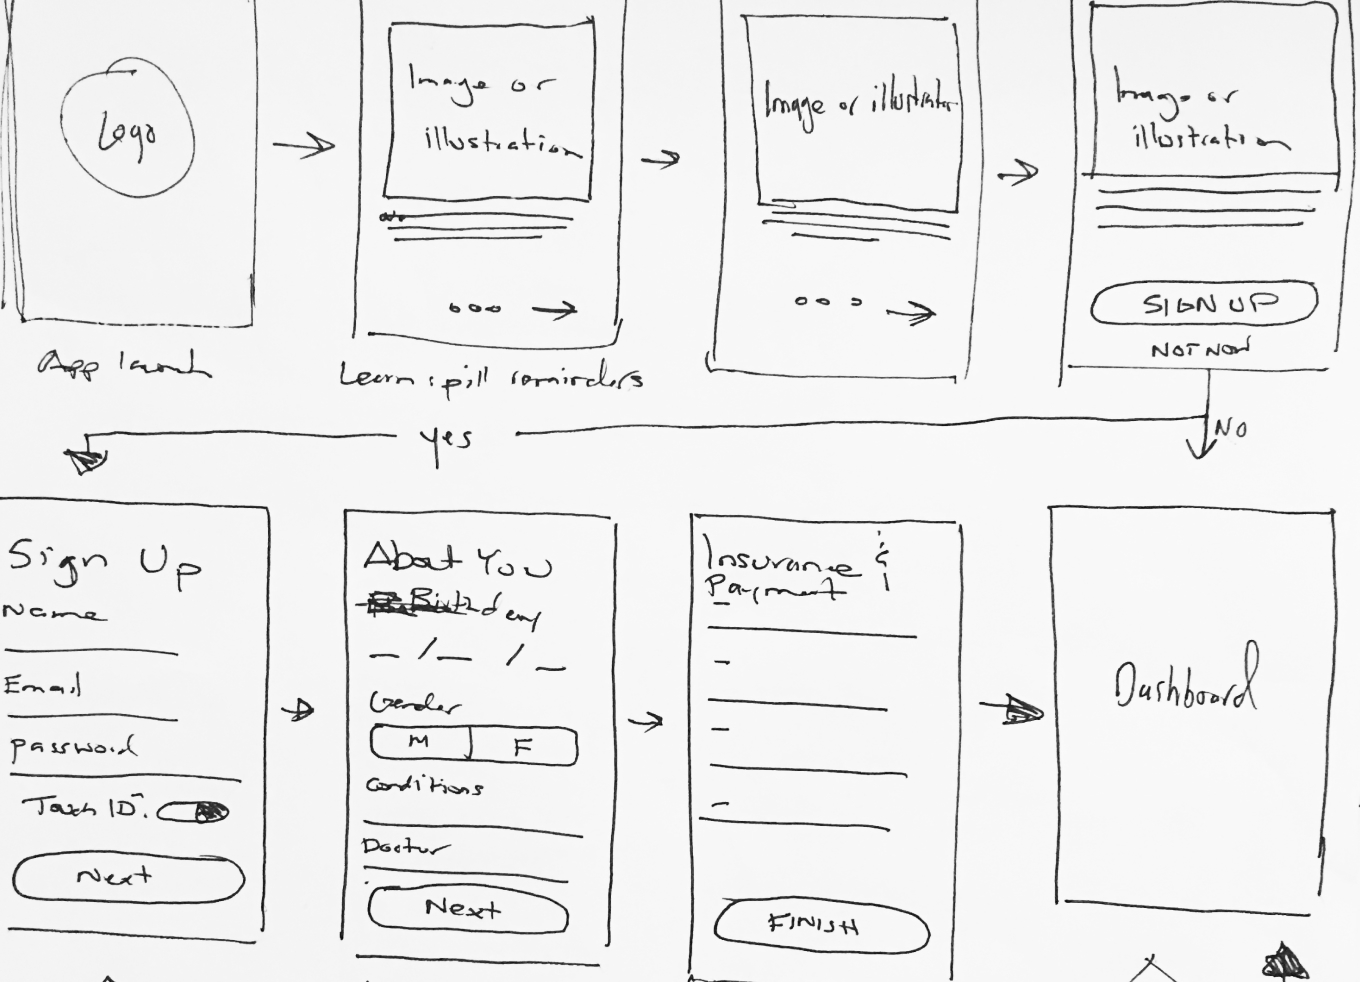 Logo
Image or
illustration
Image or illustration
Image or
illustration
SIGN UP
NOT NOW
App launch
Learn: pill reminders
yes
NO
Sign Up
Name
Email
password
Touch ID.
Next
About You
Birthday
_ / _ / _
Gender
M F
Conditions
Doctor
Next
Insurance &
Payment
FINISH
Dashboard